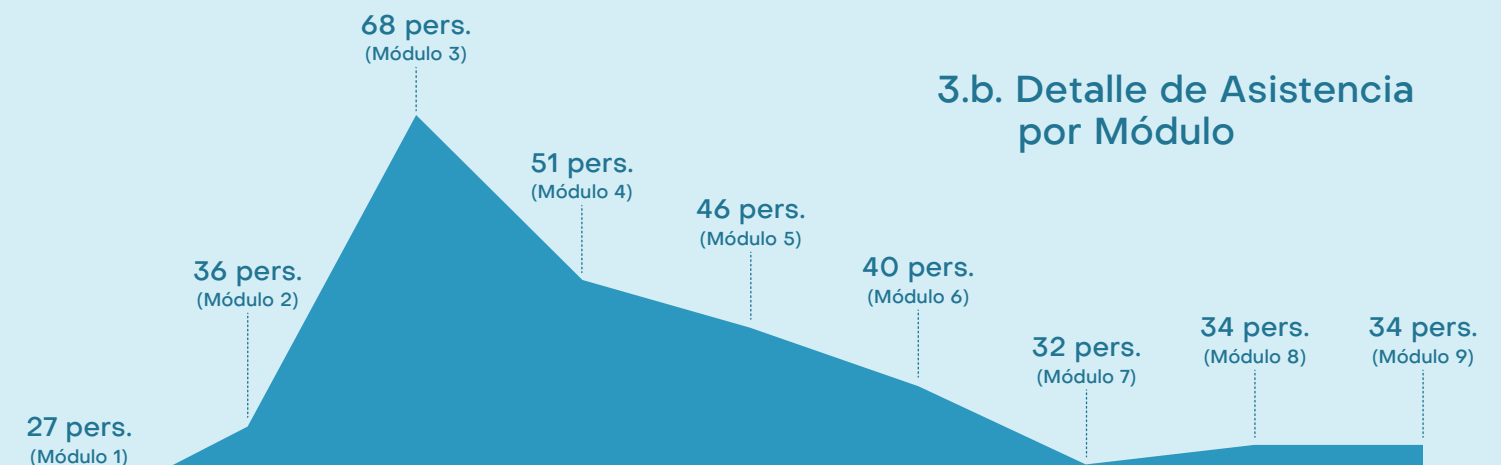 3.b. Detalle de Asistencia
por Módulo
27 pers.
(Módulo 1)
36 pers.
(Módulo 2)
68 pers.
(Módulo 3)
51 pers.
(Módulo 4)
46 pers.
(Módulo 5)
40 pers.
(Módulo 6)
32 pers.
(Módulo 7)
34 pers.
(Módulo 8)
34 pers.
(Módulo 9)